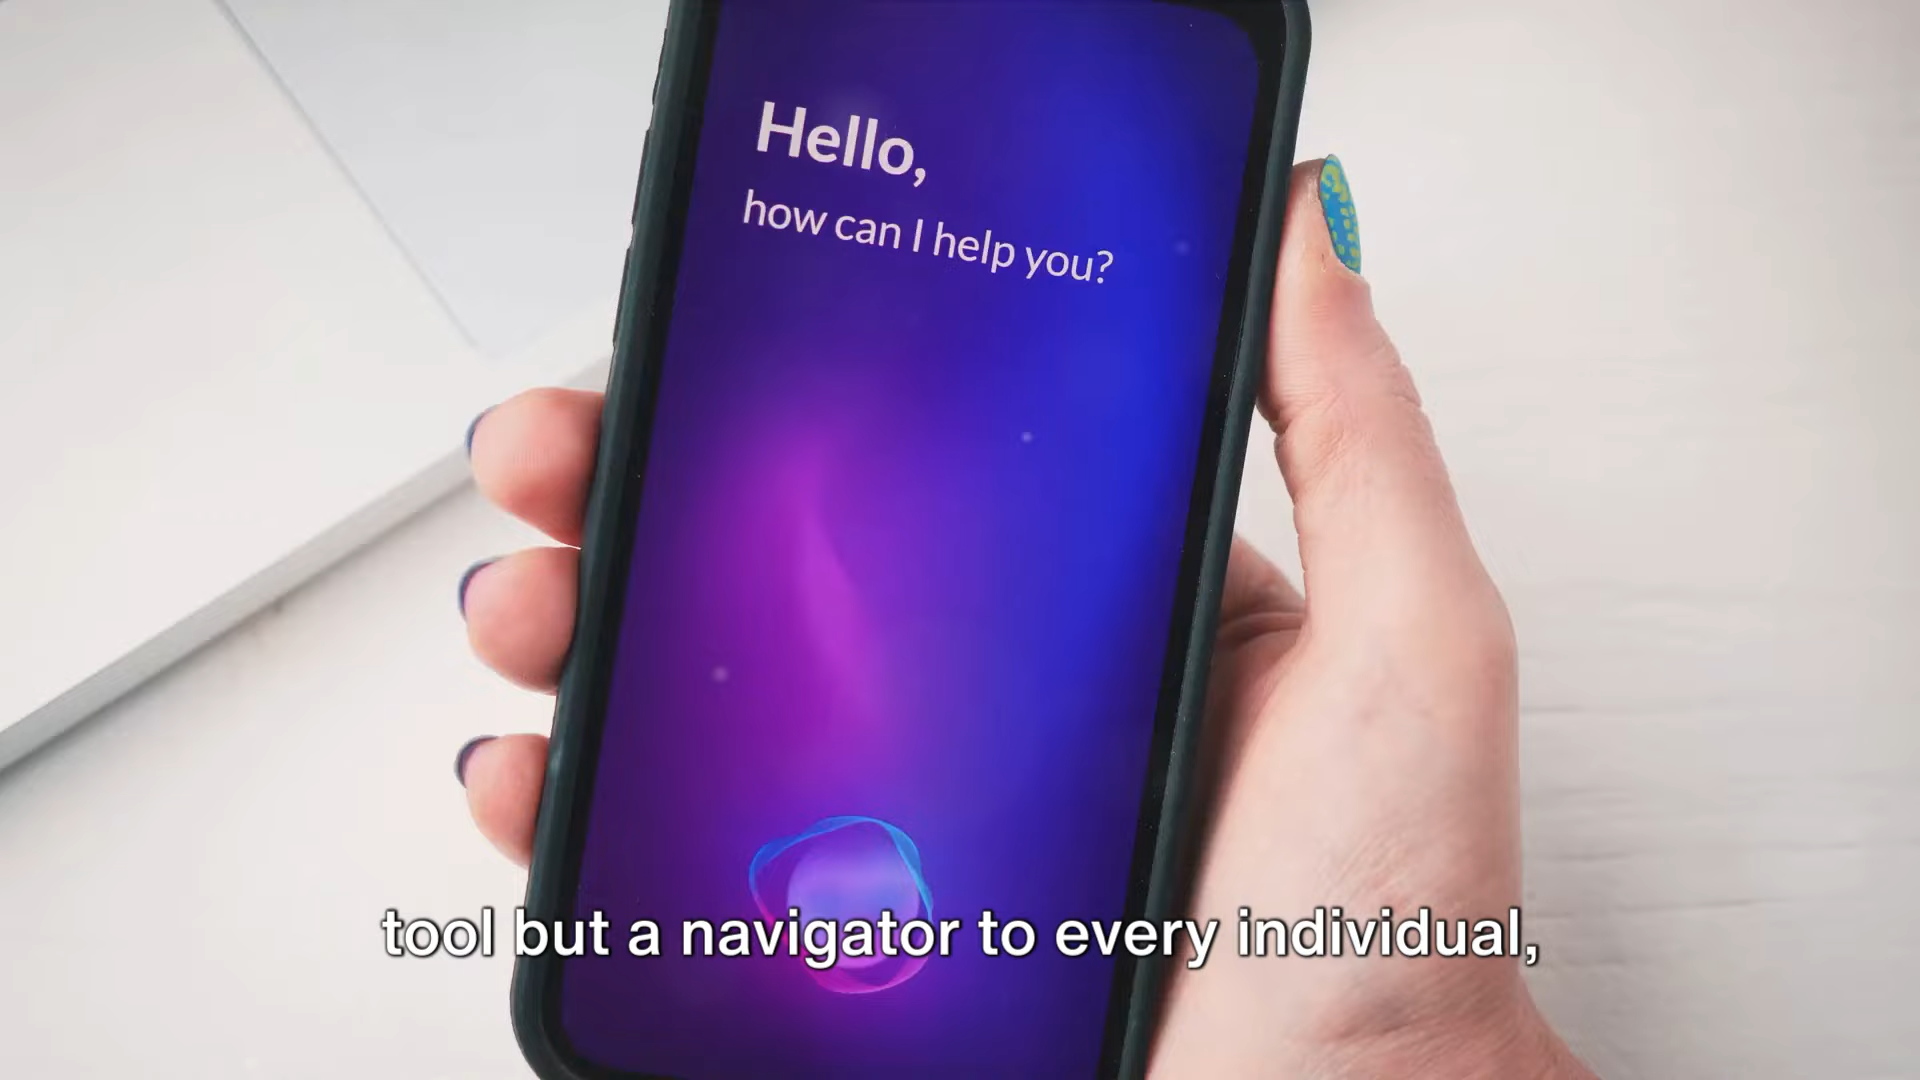 Hello,
how can I help you?
tool but a navigator to every individual,